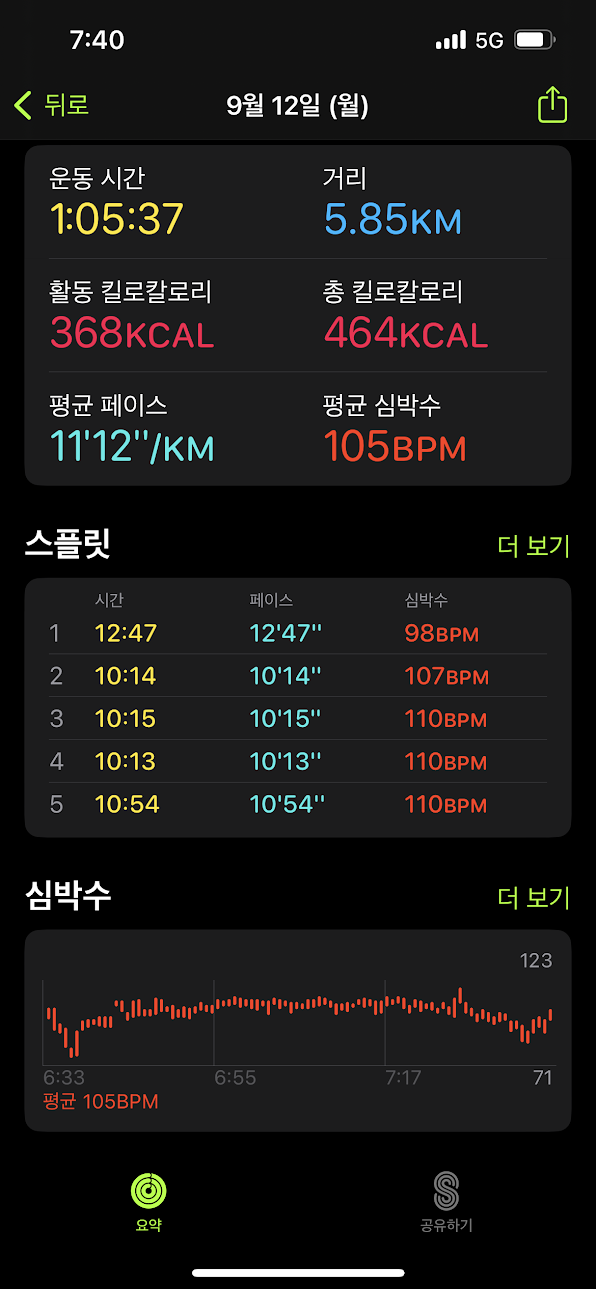 7:40 5G
뒤로 9월 12일 (월)
운동 시간 거리
1:05:37 5.85KM
활동 킬로칼로리 총 킬로칼로리
368KCAL 464KCAL
평균 페이스 평균 심박수
11'12''/KM 105BPM
스플릿 더 보기
시간 페이스 심박수
1 12:47 12'47'' 98BPM
2 10:14 10'14'' 107BPM
3 10:15 10'15'' 110BPM
4 10:13 10'13'' 110BPM
5 10:54 10'54'' 110BPM
심박수 더 보기
123
6:33 6:55 7:17 71
평균 105BPM
요약 공유하기